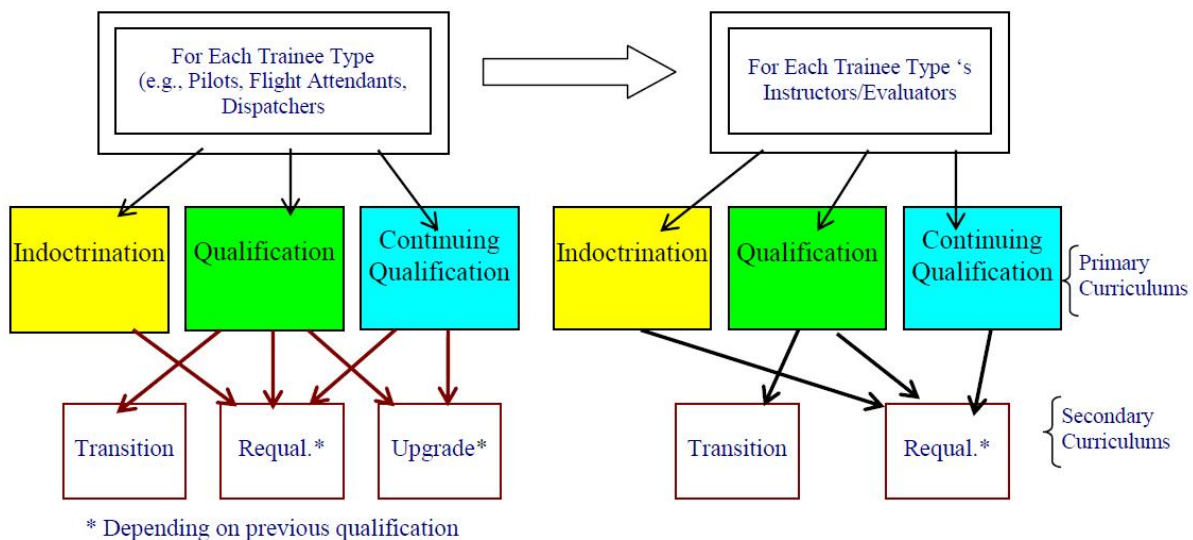 For Each Trainee Type
(e.g., Pilots, Flight Attendants,
Dispatchers
For Each Trainee Type ‘s
Instructors/Evaluators
Indoctrination
Qualification
Continuing
Qualification
Indoctrination
Qualification
Continuing
Qualification
Primary
Curriculums
Transition
Requal.*
Upgrade*
Transition
Requal.*
Secondary
Curriculums
* Depending on previous qualification